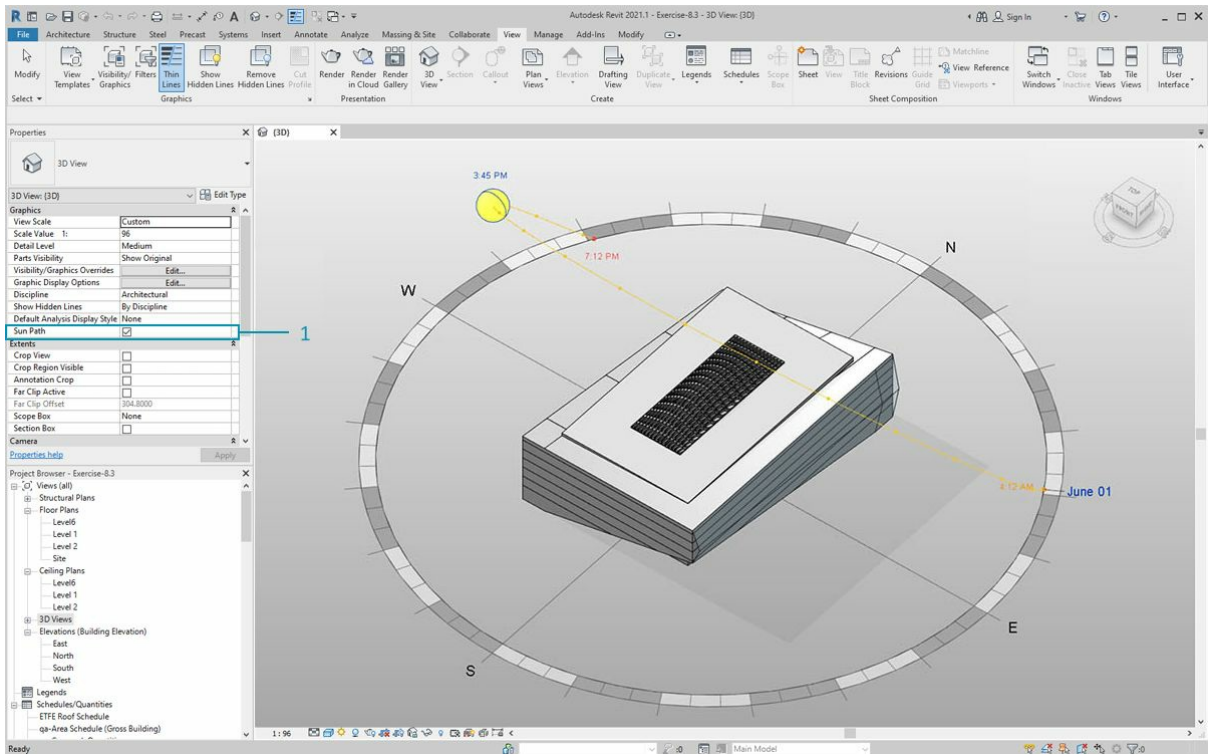 Autodesk Revit 2021.1 - Exercise-8.3 - 3D View: {3D}
Sign In
File Architecture Structure Steel Precast Systems Insert Annotate Analyze Massing & Site Collaborate View Manage Add-Ins Modify
Modify
View Templates
Visibility/ Graphics
Filters
Thin Lines
Show Hidden Lines
Remove Hidden Lines
Cut Profile
Render
Render in Cloud
Render Gallery
3D View
Section
Callout
Plan Views
Elevation
Drafting View
Duplicate View
Legends
Schedules
Scope Box
Sheet
View
Title Block
Revisions
Guide Grid
Matchline
View Reference
Viewports
Switch Windows
Close Inactive
Tab Views
Tile Views
User Interface
Select
Graphics
Presentation
Create
Sheet Composition
Windows
Properties
{3D}
3D View
3D View: {3D}
Edit Type
Graphics
View Scale Custom
Scale Value 1: 96
Detail Level Medium
Parts Visibility Show Original
Visibility/Graphics Overrides Edit...
Graphic Display Options Edit...
Discipline Architectural
Show Hidden Lines By Discipline
Default Analysis Display Style None
Sun Path
1
Extents
Crop View
Crop Region Visible
Annotation Crop
Far Clip Active
Far Clip Offset 304.8000
Scope Box None
Section Box
Camera
Properties help
Apply
Project Browser - Exercise-8.3
Views (all)
Structural Plans
Floor Plans
Level6
Level 1
Level 2
Site
Ceiling Plans
Level6
Level 1
Level 2
3D Views
Elevations (Building Elevation)
East
North
South
West
Legends
Schedules/Quantities
ETFE Roof Schedule
qa-Area Schedule (Gross Building)
3:45 PM
7:12 PM
N
W
TOP
FRONT
4:12 AM
June 01
E
S
1 : 96
Ready
:0
Main Model
:0